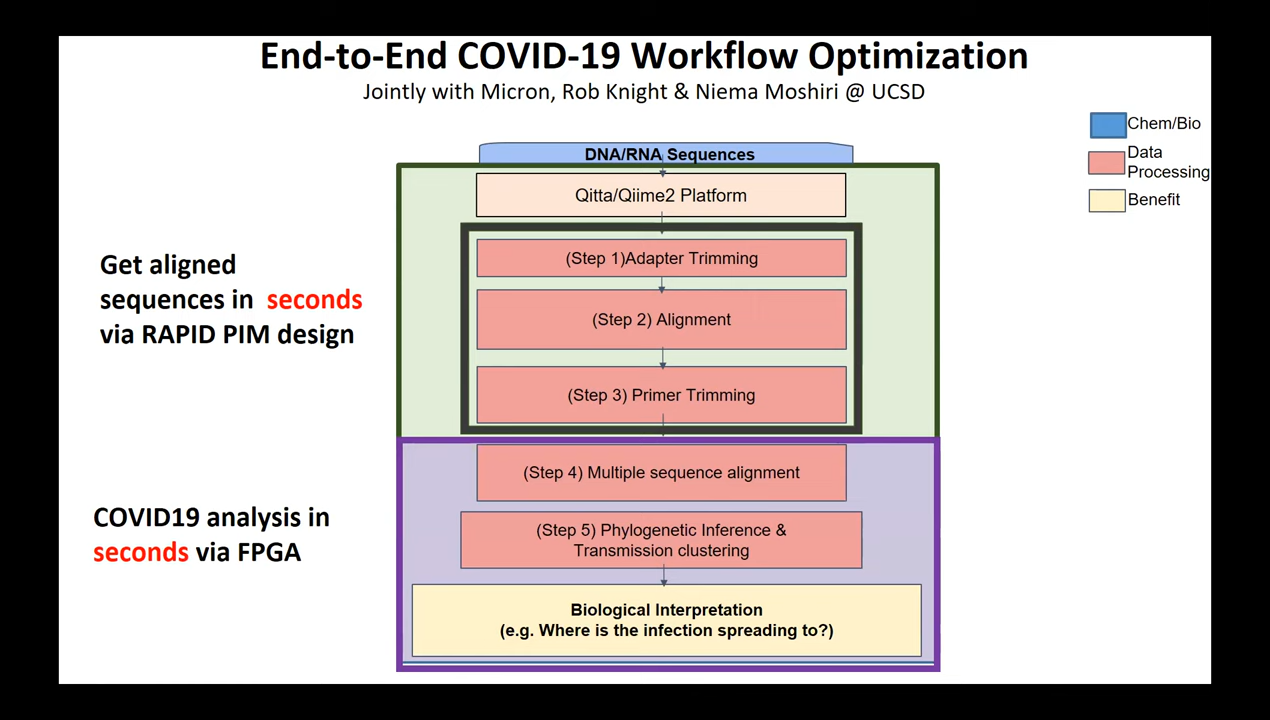 End-to-End COVID-19 Workflow Optimization
Jointly with Micron, Rob Knight & Niema Moshiri @ UCSD
Chem/Bio
Data
Processing
Benefit
DNA/RNA Sequences
Qitta/Qiime2 Platform
(Step 1)Adapter Trimming
(Step 2) Alignment
(Step 3) Primer Trimming
Get aligned
sequences in seconds
via RAPID PIM design
(Step 4) Multiple sequence alignment
(Step 5) Phylogenetic Inference &
Transmission clustering
COVID19 analysis in
seconds via FPGA
Biological Interpretation
(e.g. Where is the infection spreading to?)